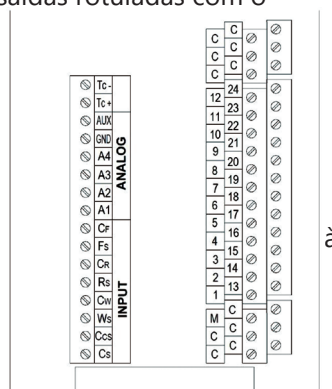 saídas rotuladas com o
Tc -
Tc +
AUX
GND
A4
A3
A2
A1
ANALOG
CF
FS
CR
RS
CW
WS
CCS
CS
INPUT
C
C
C
12
11
10
9
8
7
6
5
4
3
2
1
M
C
C
C
C
C
24
23
22
21
20
19
18
17
16
15
14
13
C
C
C
à